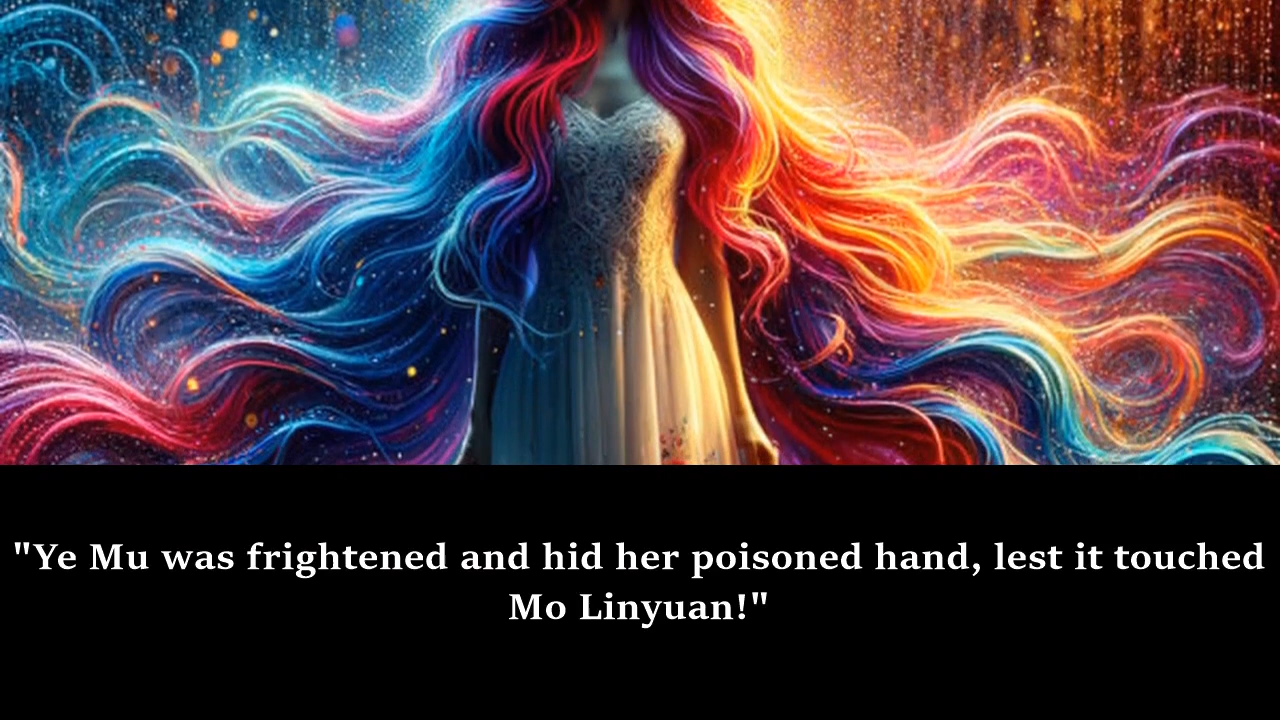 "Ye Mu was frightened and hid her poisoned hand, lest it touched
Mo Linyuan!"